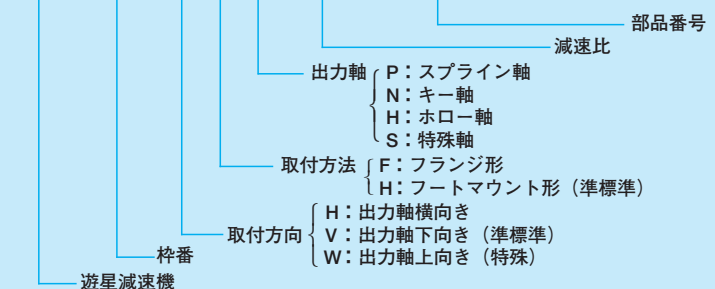 部品番号
減速比
出力軸 P：スプライン軸
N：キー軸
H：ホロー軸
S：特殊軸
取付方法 F：フランジ形
H：フートマウント形（準標準）
H：出力軸横向き
取付方向 V：出力軸下向き（準標準）
W：出力軸上向き（特殊）
枠番
遊星減速機